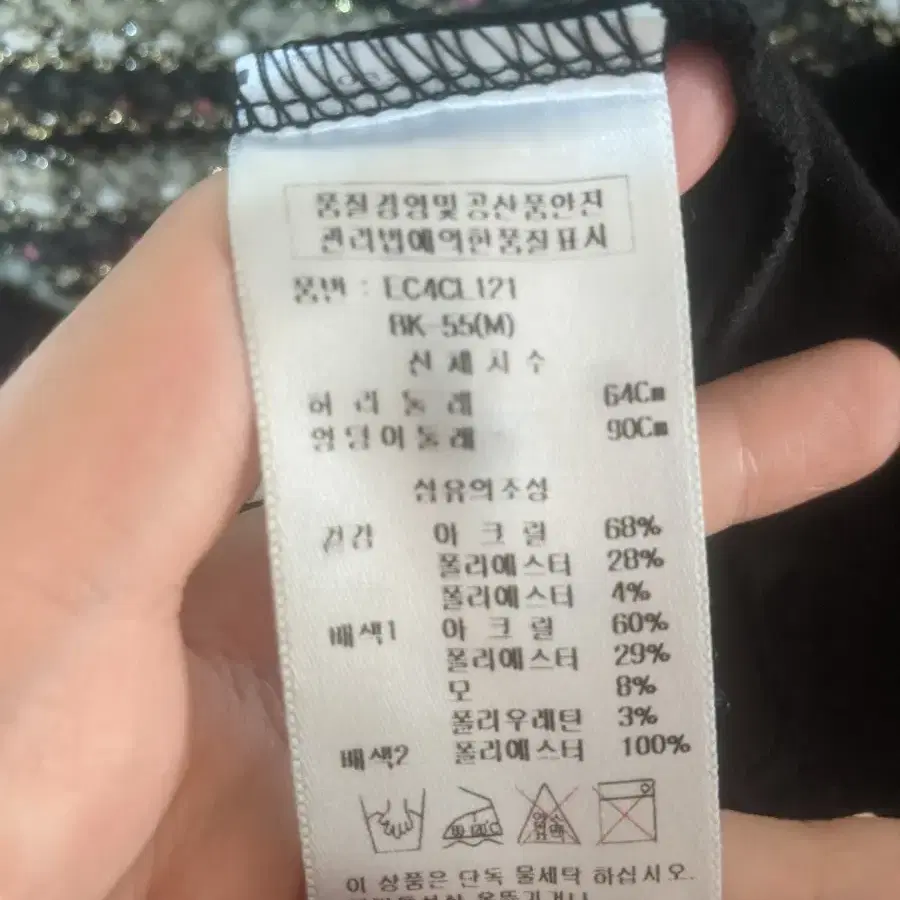 품질경영및공산품안전
관리법에의한품질표시
품번 : EC4CL121
BK-55(M)
신 체 치 수
허 리 둘 레 64Cm
엉덩이둘레 90Cm
섬유의조성
겉감 아 크 릴 68%
폴리에스터 28%
폴리에스터 4%
배색1 아 크 릴 60%
폴리에스터 29%
모 8%
폴리우레탄 3%
배색2 폴리에스터 100%
이 상품은 단독 물세탁 하십시오.